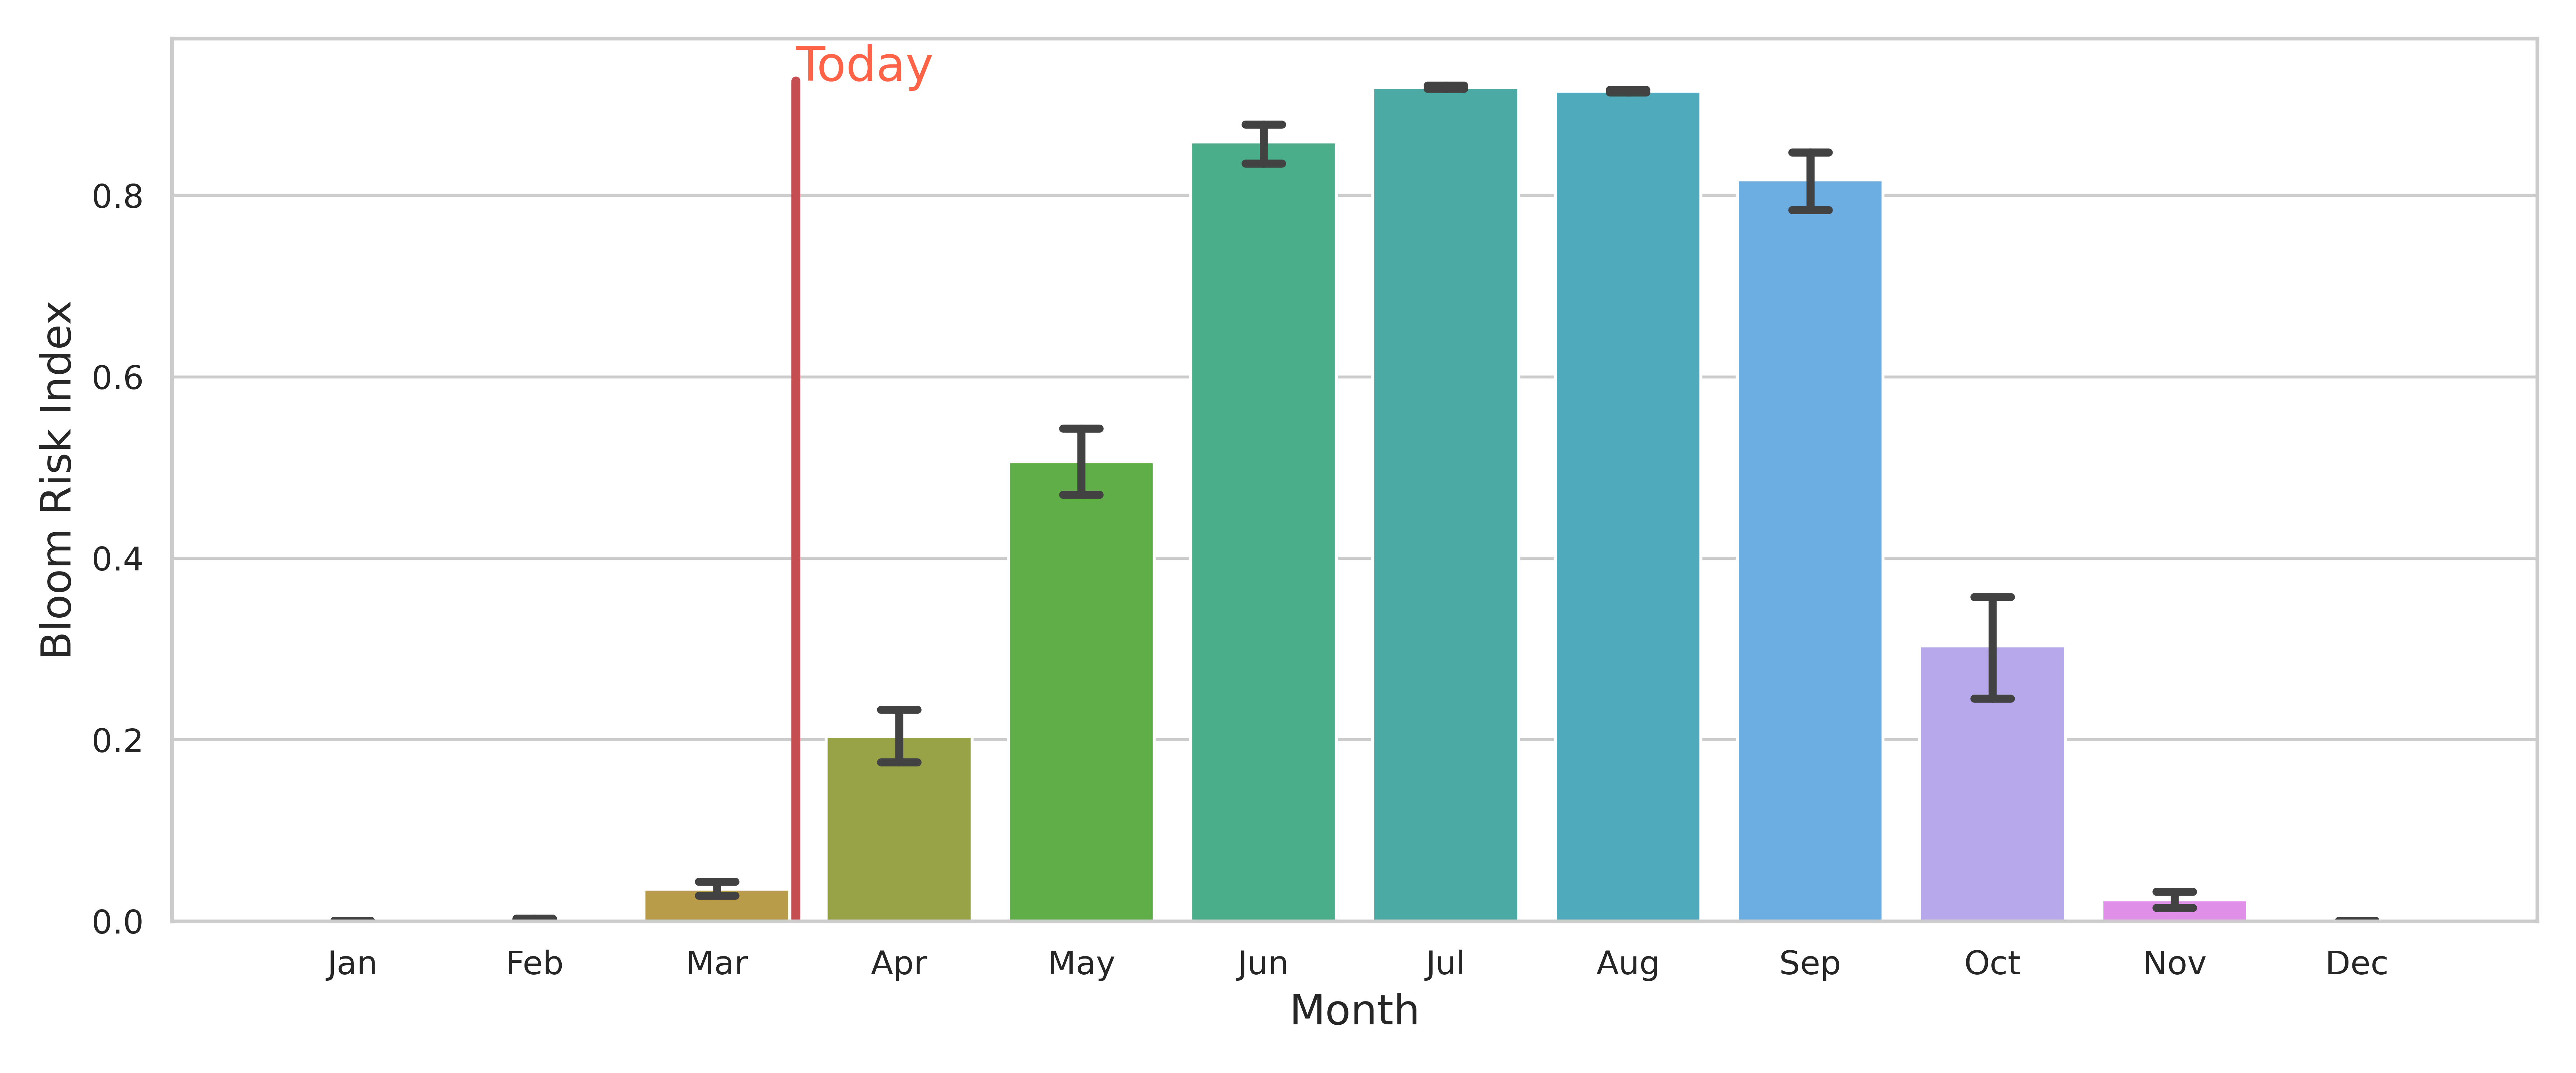 Today
Bloom Risk Index
0.8
0.6
0.4
0.2
0.0
Jan Feb Mar Apr May Jun Jul Aug Sep Oct Nov Dec
Month